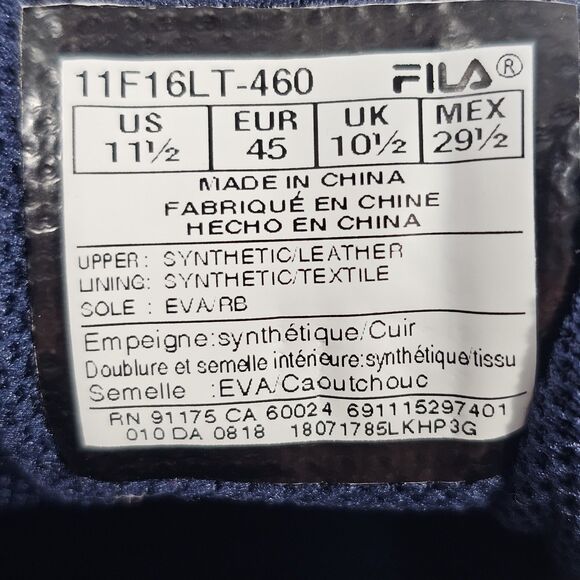 11F16LT-460 FILA®
US EUR UK MEX
11½ 45 10½ 29½
MADE IN CHINA
FABRIQUÉ EN CHINE
HECHO EN CHINA
UPPER: SYNTHETIC/LEATHER
LINING: SYNTHETIC/TEXTILE
SOLE : EVA/RB
Empeigne:synthétique/Cuir
Doublure et semelle intérieure:synthétique/tissu
Semelle :EVA/Caoutchouc
RN 91175 CA 60024 691115297401
010 DA 0818 18071785LKHP3G